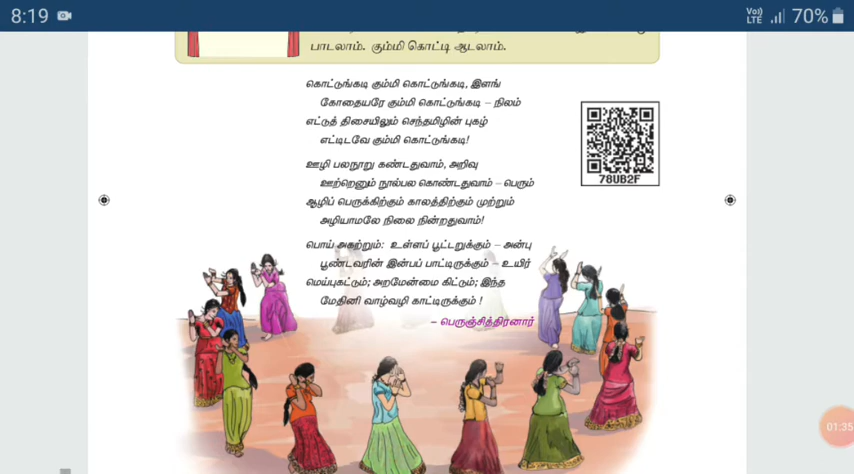 8:19
Vo))
LTE
70%
பாடலாம். கும்மி கொட்டி ஆடலாம்.
கொட்டுங்கடி கும்மி கொட்டுங்கடி, இளங்
கோதையரே கும்மி கொட்டுங்கடி – நிலம்
எட்டுத் திசையிலும் செந்தமிழின் புகழ்
எட்டிடவே கும்மி கொட்டுங்கடி!
78UB2F
ஊழி பலநூறு கண்டதுவாம், அறிவு
ஊற்றெனும் நூல்பல கொண்டதுவாம் – பெரும்
ஆழிப் பெருக்கிற்கும் காலத்திற்கும் முற்றும்
அழியாமலே நிலை நின்றதுவாம்!
பொய் அகற்றும்: உள்ளப் பூட்டறுக்கும் – அன்பு
பூண்டவரின் இன்பப் பாட்டிருக்கும் – உயிர்
மெய்புகட்டும்; அறமேன்மை கிட்டும்; இந்த
மேதினி வாழ்வழி காட்டிருக்கும் !
– பெருஞ்சித்திரனார்
01:35